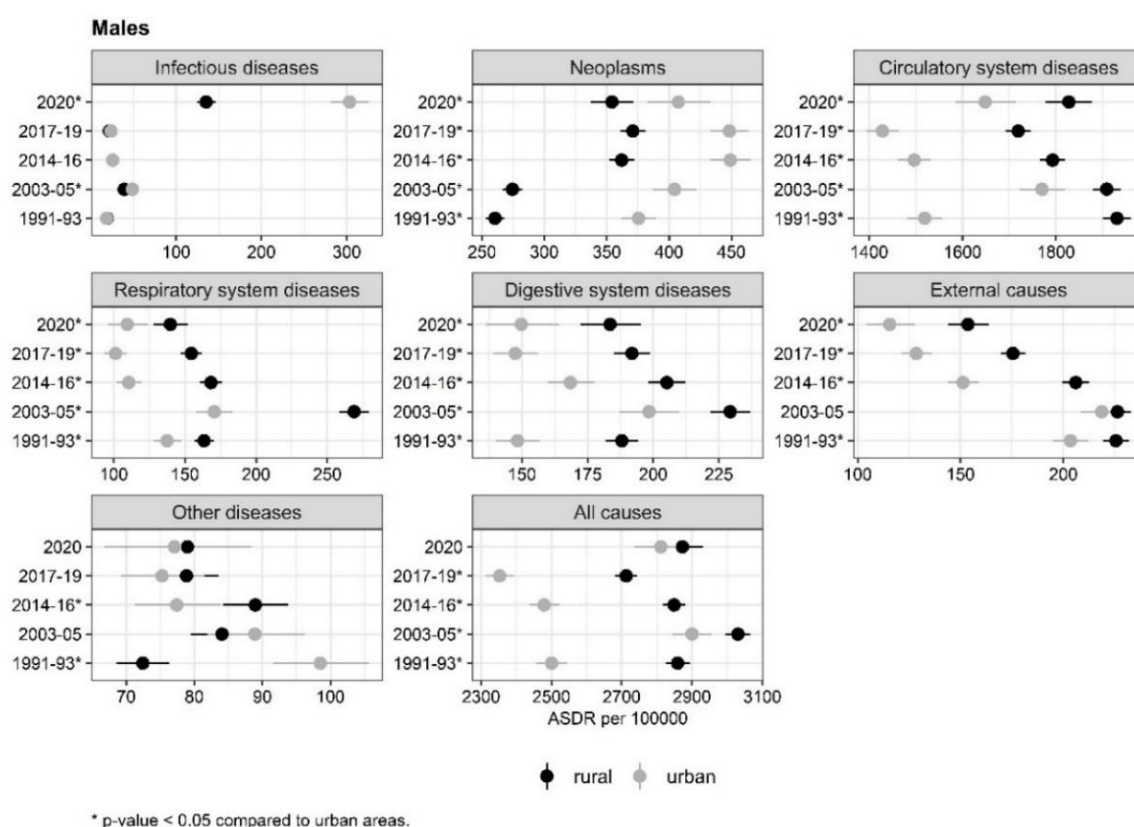 Males
Infectious diseases
Neoplasms
Circulatory system diseases
2020*
2017-19
2014-16
2003-05*
1991-93
100 200 300
2020*
2017-19*
2014-16*
2003-05*
1991-93*
250 300 350 400 450
2020*
2017-19*
2014-16*
2003-05*
1991-93*
1400 1600 1800
Respiratory system diseases
Digestive system diseases
External causes
2020*
2017-19*
2014-16*
2003-05*
1991-93*
100 150 200 250
2020*
2017-19*
2014-16*
2003-05*
1991-93*
150 175 200 225
2020*
2017-19*
2014-16*
2003-05
1991-93*
100 150 200
Other diseases
All causes
2020
2017-19
2014-16*
2003-05
1991-93*
70 80 90 100
2020
2017-19*
2014-16*
2003-05*
1991-93*
2300 2500 2700 2900 3100
ASDR per 100000
rural urban
* p-value < 0.05 compared to urban areas.